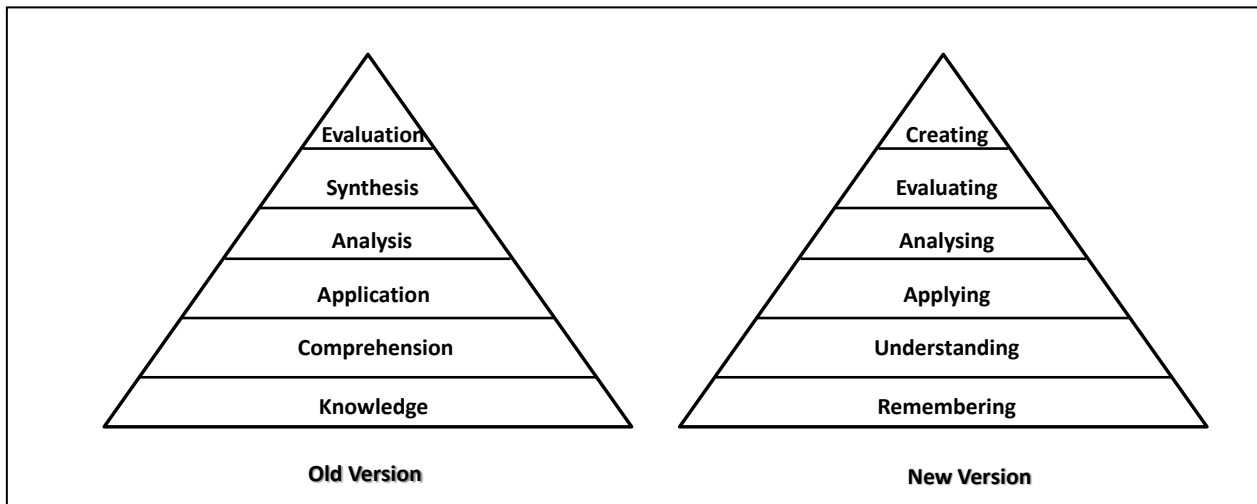 Evaluation
Synthesis
Analysis
Application
Comprehension
Knowledge
Old Version
Creating
Evaluating
Analysing
Applying
Understanding
Remembering
New Version